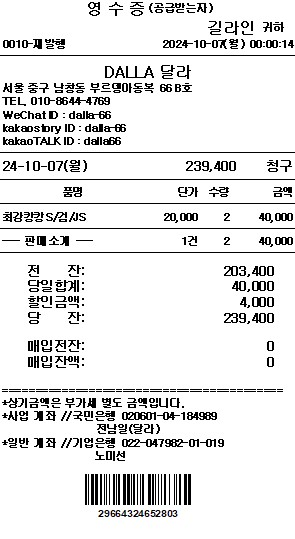 영 수 증 (공급받는자)
길라인 귀하
0010-재발행 2024-10-07(월) 00:00:14
DALLA 달라
서울 중구 남창동 부르뎅아동복 66B호
TEL. 010-8644-4769
WeChat ID : dalla-66
kakaostory ID : dalla-66
kakaoTALK ID : dalla66
24-10-07(월) 239,400 청구
품명 단가 수량 금액
최강캉캉S/검/JS 20,000 2 40,000
── 판매소계 ── 1건 2 40,000
전 잔: 203,400
당일합계: 40,000
할인금액: 4,000
당 잔: 239,400
매입전잔: 0
매입잔액: 0
========================================
*상기금액은 부가세 별도 금액입니다.
*사업 계좌 //국민은행 020601-04-184989
전남일(달라)
*일반 계좌 //기업은행 022-047982-01-019
노미선
29664324652803